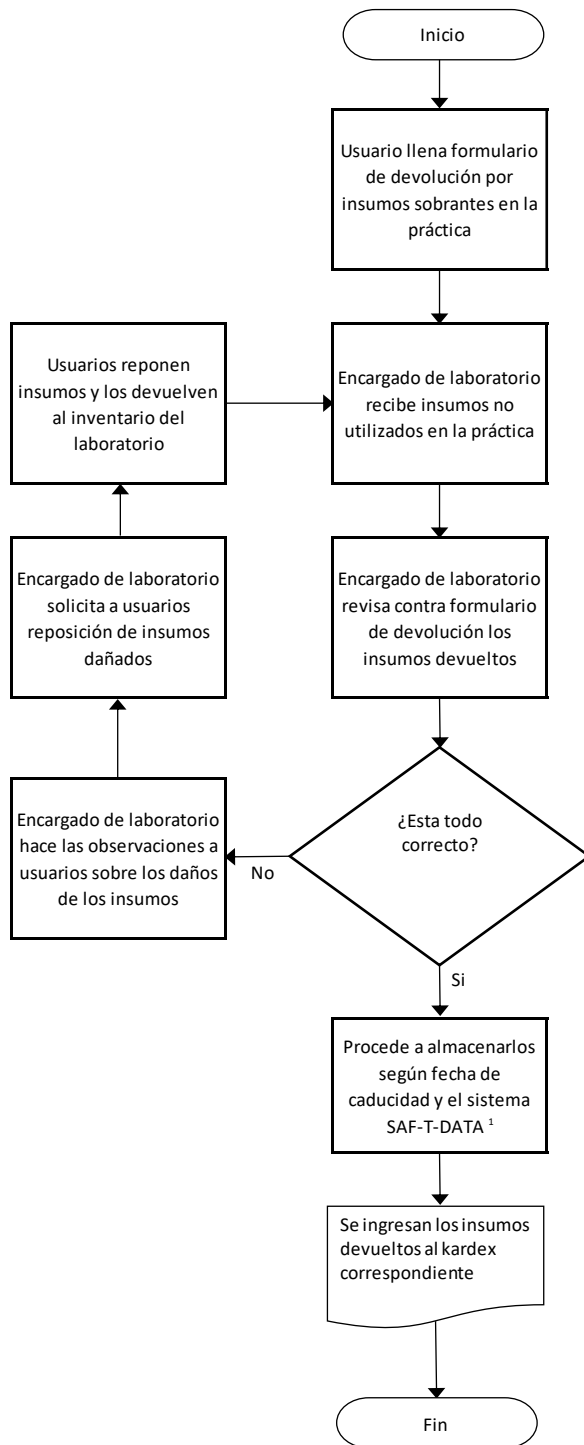 Inicio
Usuario llena formulario
de devolución por
insumos sobrantes en la
práctica
Usuarios reponen
insumos y los devuelven
al inventario del
laboratorio
Encargado de laboratorio
recibe insumos no
utilizados en la práctica
Encargado de laboratorio
solicita a usuarios
reposición de insumos
dañados
Encargado de laboratorio
revisa contra formulario
de devolución los
insumos devueltos
Encargado de laboratorio
hace las observaciones a
usuarios sobre los daños
de los insumos
No
¿Esta todo
correcto?
Si
Procede a almacenarlos
según fecha de
caducidad y el sistema
SAF-T-DATA ¹
Se ingresan los insumos
devueltos al kardex
correspondiente
Fin